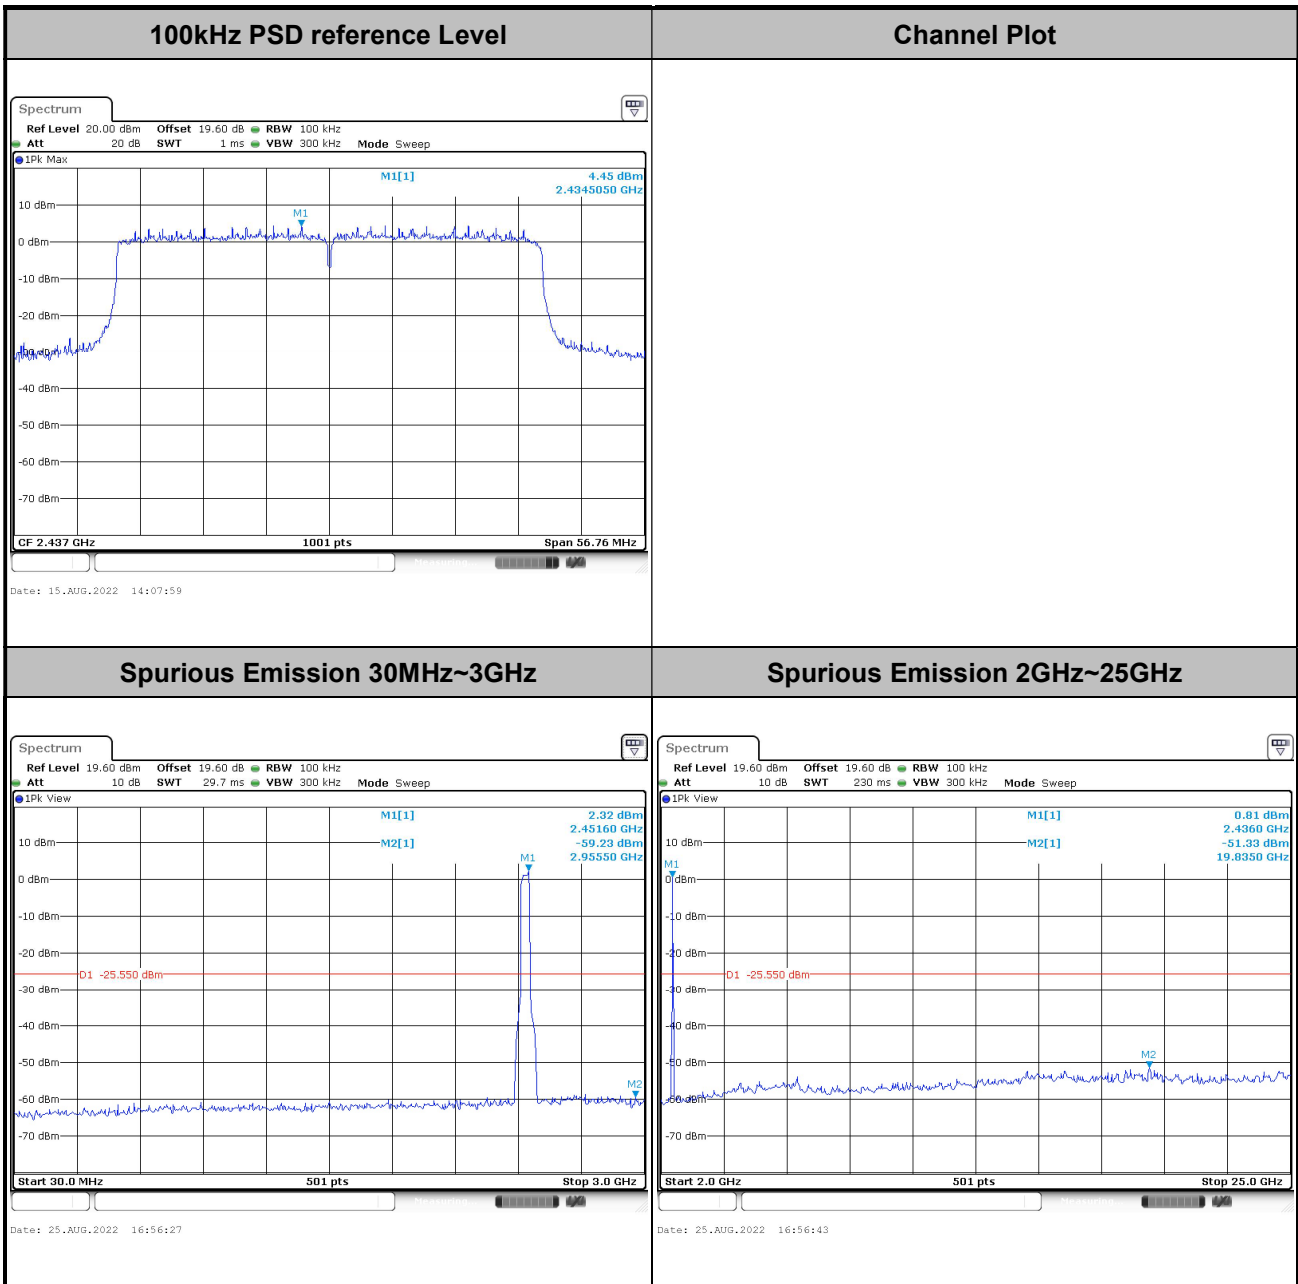 100kHz PSD reference Level
Channel Plot
Spectrum
Ref Level 20.00 dBm Offset 19.60 dB RBW 100 kHz
Att 20 dB SWT 1 ms VBW 300 kHz Mode Sweep
1Pk Max
M1[1] 4.45 dBm
2.4345050 GHz
10 dBm
M1
0 dBm
-10 dBm
-20 dBm
-40 dBm
-50 dBm
-60 dBm
-70 dBm
CF 2.437 GHz 1001 pts Span 56.76 MHz
Measuring...
Date: 15.AUG.2022 14:07:59
Spurious Emission 30MHz~3GHz
Spurious Emission 2GHz~25GHz
Spectrum
Ref Level 19.60 dBm Offset 19.60 dB RBW 100 kHz
Att 10 dB SWT 29.7 ms VBW 300 kHz Mode Sweep
1Pk View
M1[1] 2.32 dBm
2.45160 GHz
10 dBm
M2[1] -59.23 dBm
2.95550 GHz
M1
0 dBm
-10 dBm
-20 dBm
D1 -25.550 dBm
-30 dBm
-40 dBm
-50 dBm
M2
-60 dBm
-70 dBm
Start 30.0 MHz 501 pts Stop 3.0 GHz
Measuring...
Date: 25.AUG.2022 16:56:27
Spectrum
Ref Level 19.60 dBm Offset 19.60 dB RBW 100 kHz
Att 10 dB SWT 230 ms VBW 300 kHz Mode Sweep
1Pk View
M1[1] 0.81 dBm
2.4360 GHz
10 dBm
M2[1] -51.33 dBm
19.8350 GHz
M1
0 dBm
-10 dBm
-20 dBm
D1 -25.550 dBm
-30 dBm
-40 dBm
M2
-50 dBm
-60 dBm
-70 dBm
Start 2.0 GHz 501 pts Stop 25.0 GHz
Measuring...
Date: 25.AUG.2022 16:56:43